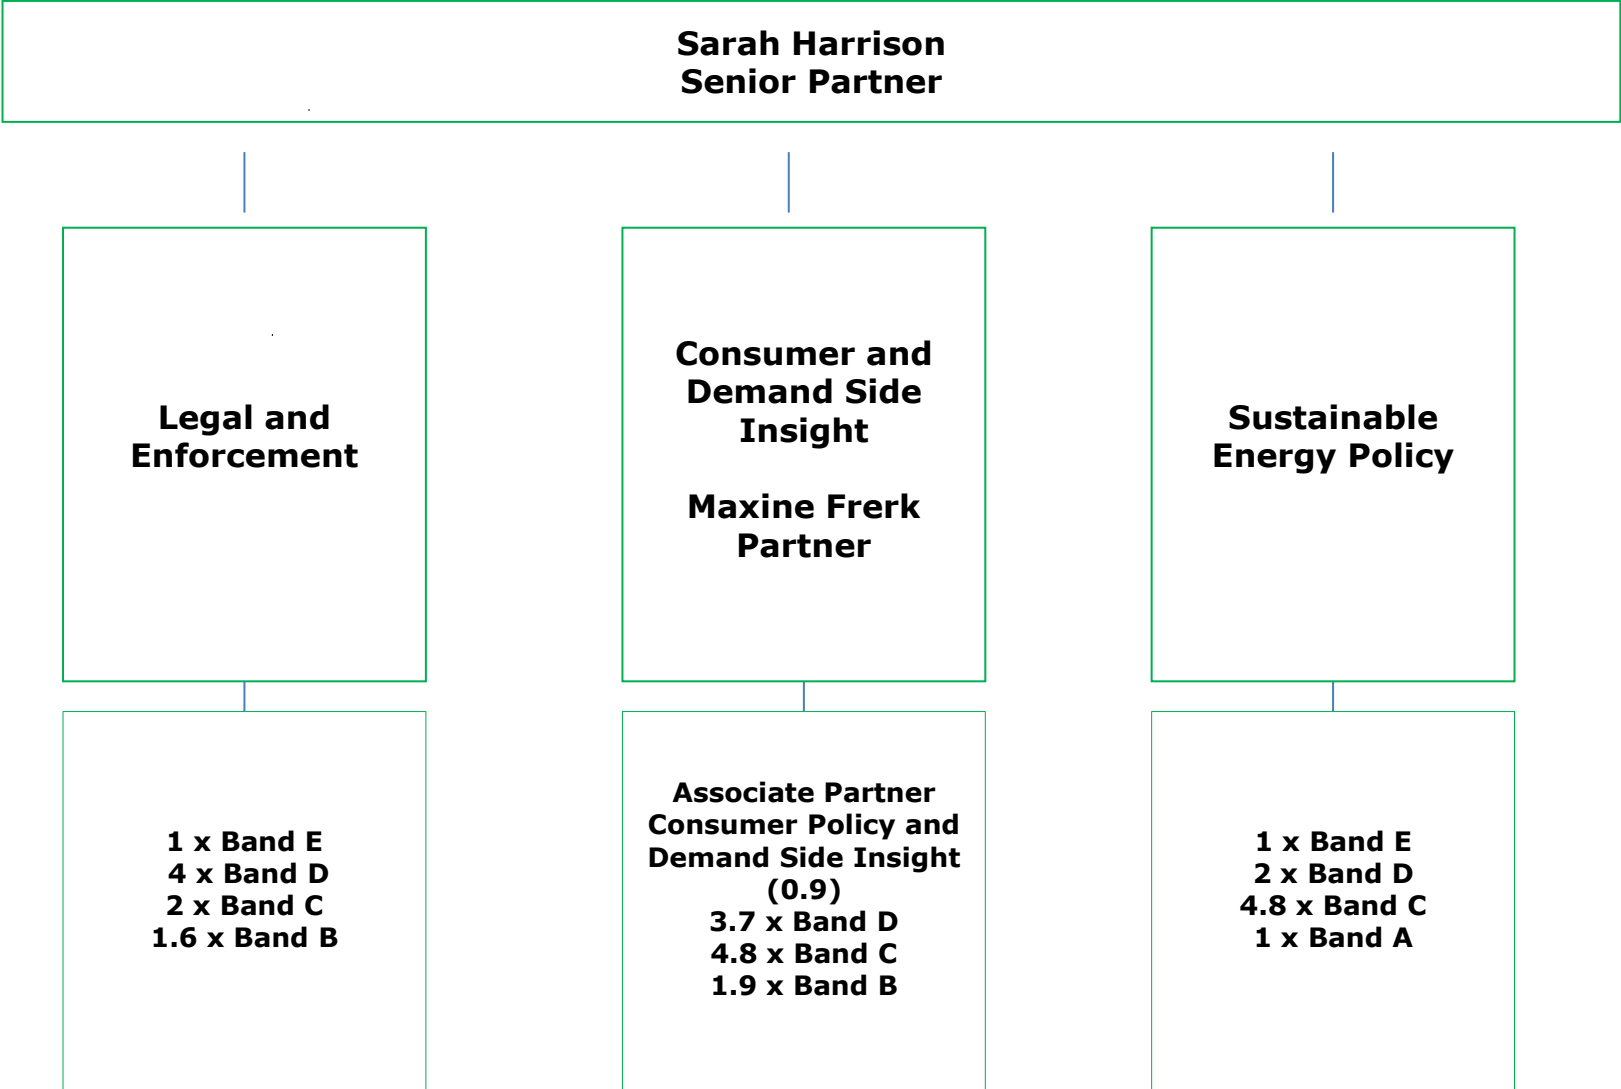 Sarah Harrison
Senior Partner
Legal and
Enforcement
Consumer and
Demand Side
Insight
Maxine Frerk
Partner
Sustainable
Energy Policy
1 x Band E
4 x Band D
2 x Band C
1.6 x Band B
Associate Partner
Consumer Policy and
Demand Side Insight
(0.9)
3.7 x Band D
4.8 x Band C
1.9 x Band B
1 x Band E
2 x Band D
4.8 x Band C
1 x Band A